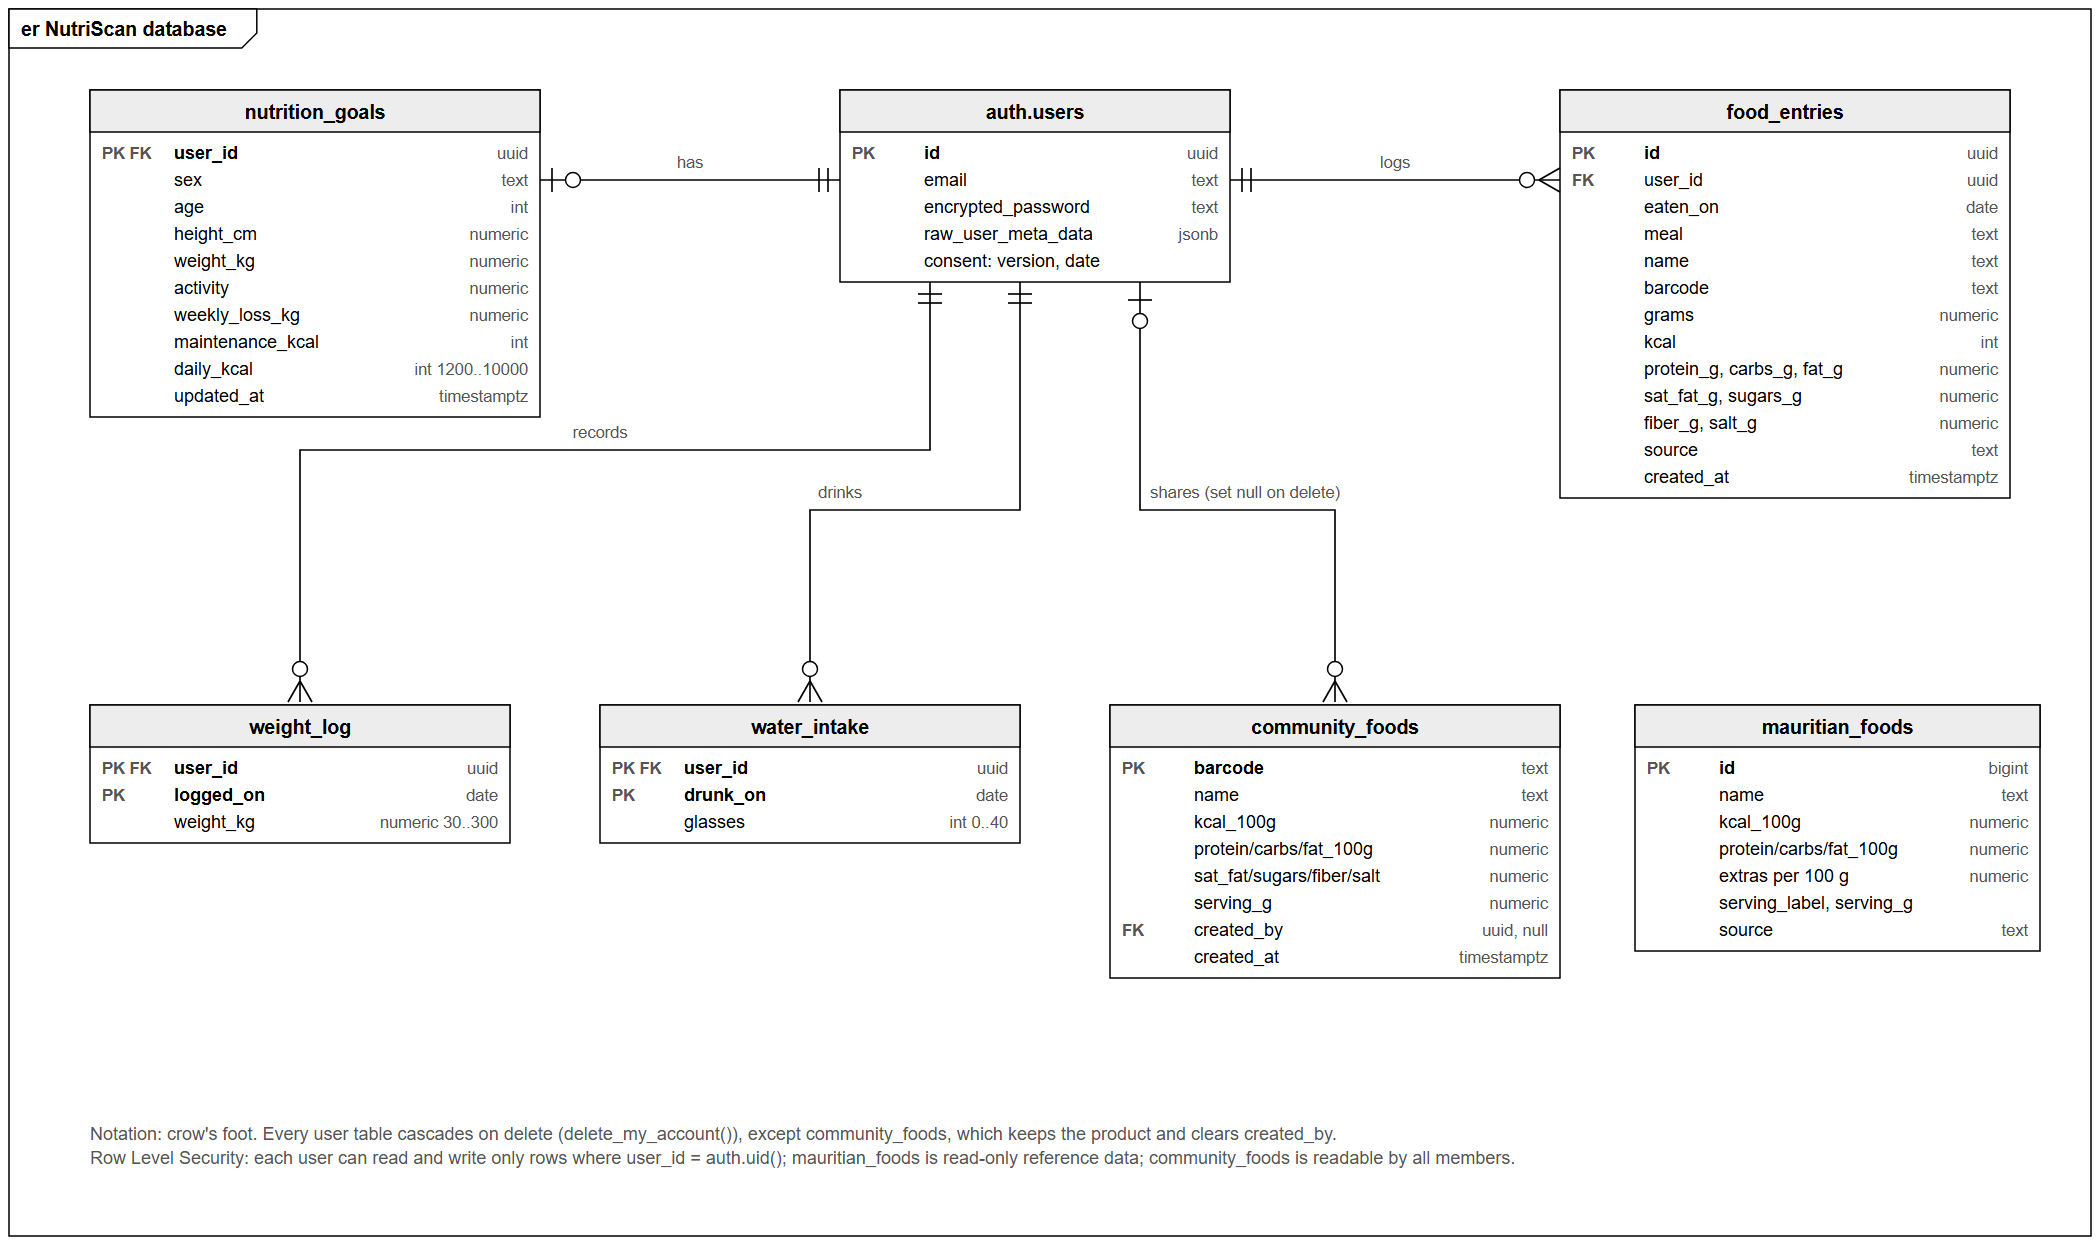 er NutriScan database
nutrition_goals
PK FK user_id uuid
sex text
age int
height_cm numeric
weight_kg numeric
activity numeric
weekly_loss_kg numeric
maintenance_kcal int
daily_kcal int 1200..10000
updated_at timestamptz
has
auth.users
PK id uuid
email text
encrypted_password text
raw_user_meta_data jsonb
consent: version, date
logs
food_entries
PK id uuid
FK user_id uuid
eaten_on date
meal text
name text
barcode text
grams numeric
kcal int
protein_g, carbs_g, fat_g numeric
sat_fat_g, sugars_g numeric
fiber_g, salt_g numeric
source text
created_at timestamptz
records
drinks
shares (set null on delete)
weight_log
PK FK user_id uuid
PK logged_on date
weight_kg numeric 30..300
water_intake
PK FK user_id uuid
PK drunk_on date
glasses int 0..40
community_foods
PK barcode text
name text
kcal_100g numeric
protein/carbs/fat_100g numeric
sat_fat/sugars/fiber/salt numeric
serving_g numeric
FK created_by uuid, null
created_at timestamptz
mauritian_foods
PK id bigint
name text
kcal_100g numeric
protein/carbs/fat_100g numeric
extras per 100 g numeric
serving_label, serving_g
source text
Notation: crow's foot. Every user table cascades on delete (delete_my_account()), except community_foods, which keeps the product and clears created_by.
Row Level Security: each user can read and write only rows where user_id = auth.uid(); mauritian_foods is read-only reference data; community_foods is readable by all members.